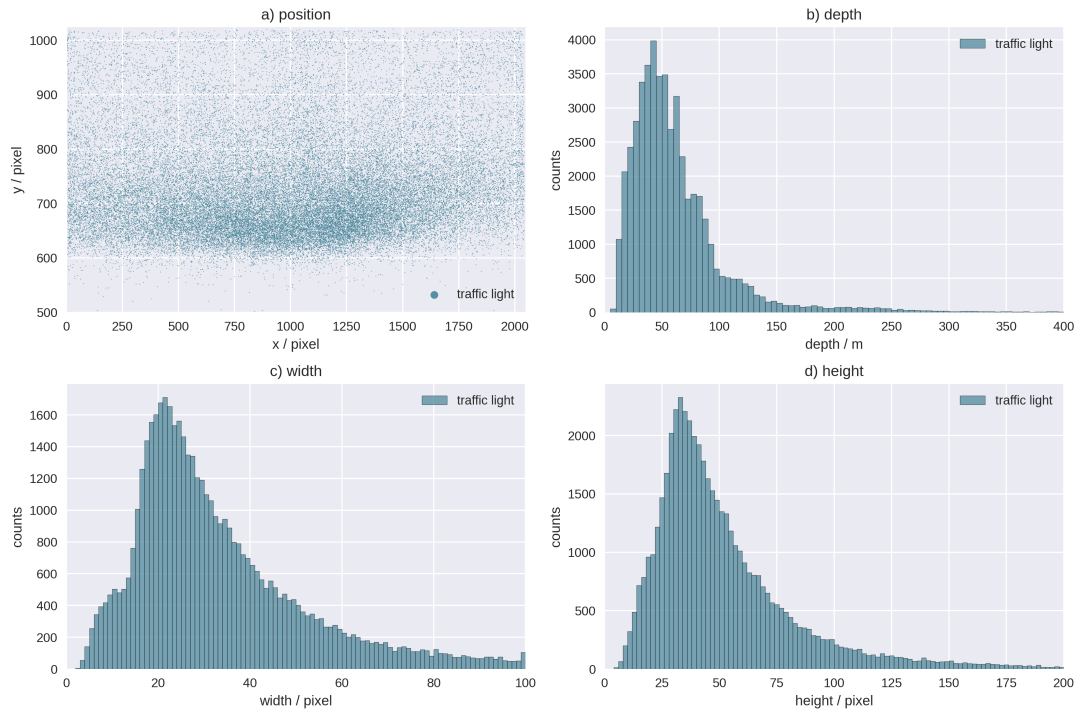 a) position
1000
900
800
700
600
500
y / pixel
traffic light
0 250 500 750 1000 1250 1500 1750 2000
x / pixel
b) depth
4000
3500
3000
2500
2000
1500
1000
500
0
counts
traffic light
0 50 100 150 200 250 300 350 400
depth / m
c) width
1600
1400
1200
1000
800
600
400
200
0
counts
traffic light
0 20 40 60 80 100
width / pixel
d) height
2000
1500
1000
500
0
counts
traffic light
0 25 50 75 100 125 150 175 200
height / pixel